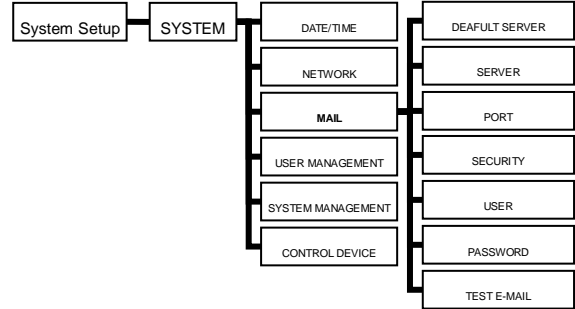 System Setup
SYSTEM
DATE/TIME
NETWORK
MAIL
USER MANAGEMENT
SYSTEM MANAGEMENT
CONTROL DEVICE
DEAFULT SERVER
SERVER
PORT
SECURITY
USER
PASSWORD
TEST E-MAIL